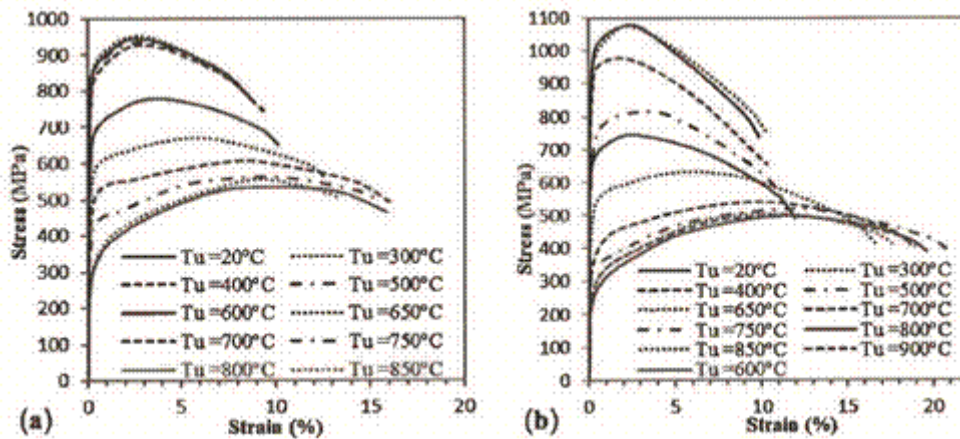 (a)
Stress (MPa)
1000
900
800
700
600
500
400
300
200
100
0
Tu=20°C
Tu=300°C
Tu=400°C
Tu=500°C
Tu=600°C
Tu=650°C
Tu=700°C
Tu=750°C
Tu=800°C
Tu=850°C
0 5 10 15 20
Strain (%)
(b)
Stress (MPa)
1100
1000
900
800
700
600
500
400
300
200
100
0
Tu=20°C
Tu=300°C
Tu=400°C
Tu=500°C
Tu=650°C
Tu=700°C
Tu=750°C
Tu=800°C
Tu=850°C
Tu=900°C
Tu=600°C
0 5 10 15 20
Strain (%)